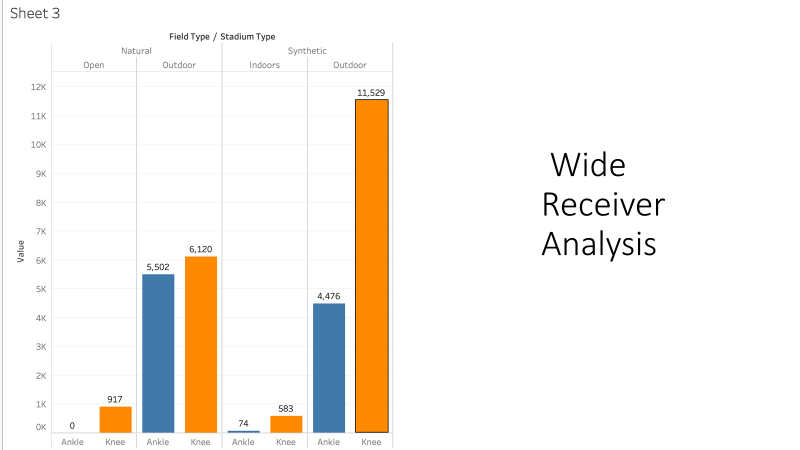 Sheet 3
Field Type / Stadium Type
Natural Synthetic
Open Outdoor Indoors Outdoor
12K
11K
10K
9K
8K
7K
6K
5K
4K
3K
2K
1K
0K
Value
0
917
5,502
6,120
74
583
4,476
11,529
Ankle Knee Ankle Knee Ankle Knee Ankle Knee
Wide
Receiver
Analysis